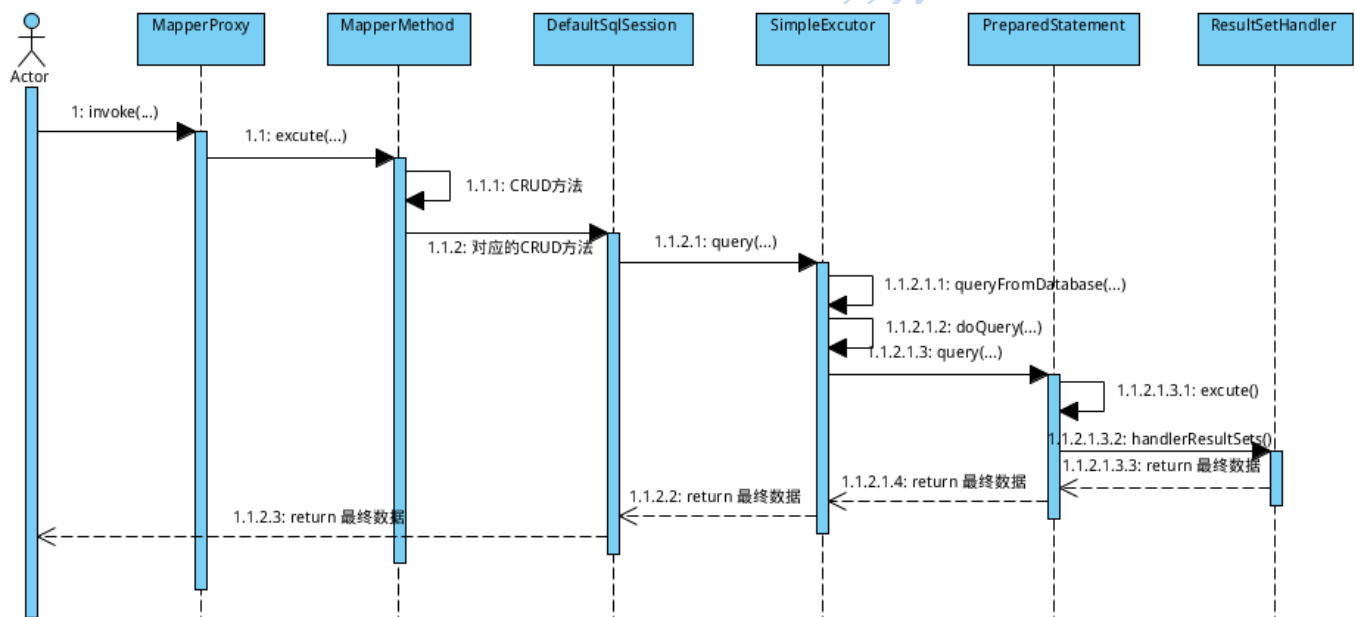 MapperProxy
MapperMethod
DefaultSqlSession
SimpleExcutor
PreparedStatement
ResultSetHandler
Actor
1: invoke(...)
1.1: excute(...)
1.1.1: CRUD方法
1.1.2: 对应的CRUD方法
1.1.2.1: query(...)
1.1.2.1.1: queryFromDatabase(...)
1.1.2.1.2: doQuery(...)
1.1.2.1.3: query(...)
1.1.2.1.3.1: excute()
1.1.2.1.3.2: handlerResultSets()
1.1.2.1.3.3: return 最终数据
1.1.2.1.4: return 最终数据
1.1.2.2: return 最终数据
1.1.2.3: return 最终数据